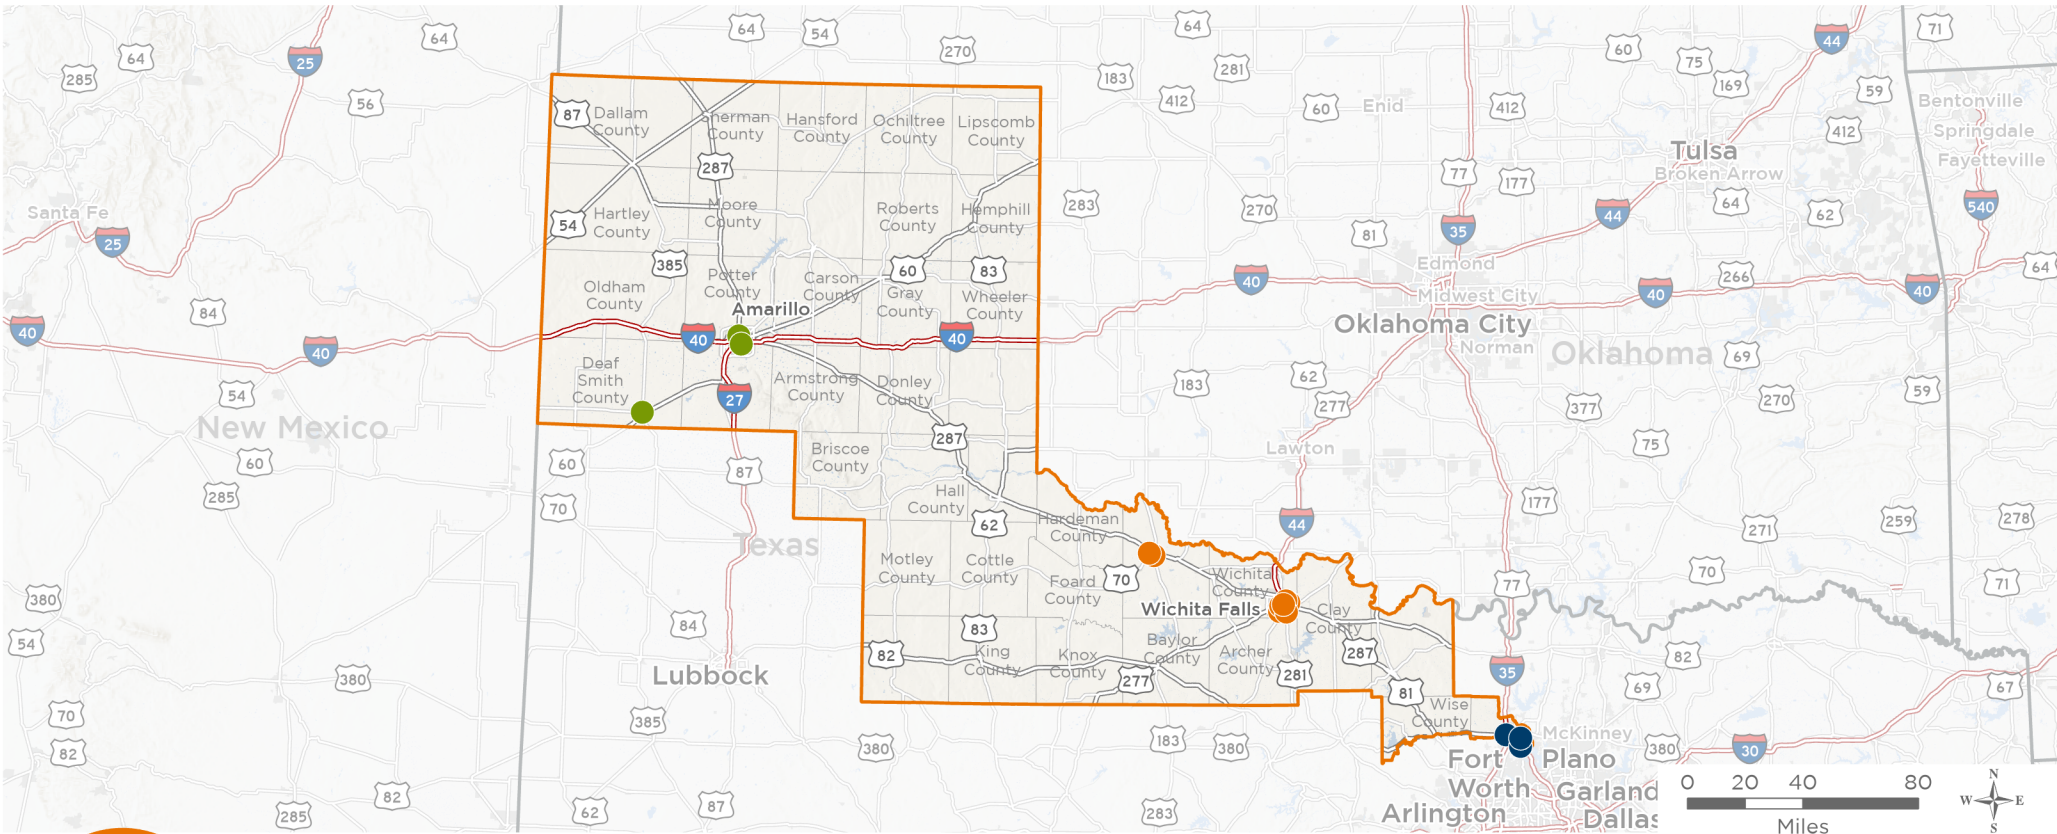 64
54
64
270
71
44
60
64
25
285
56
183
281
412
60
Enid
412
75
169
59
412
Bentonville
Springdale
Fayetteville
87
Dallam
County
Sherman
County
Hansford
County
Ochiltree
County
Lipscomb
County
287
Tulsa
Broken Arrow
77
177
64
62
44
540
Santa Fe
25
54
Hartley
County
Moore
County
Roberts
County
Hemphill
County
283
270
81
35
385
Potter
County
Carson
County
60
83
Oldham
County
Gray
County
Wheeler
County
Amarillo
Edmond
Midwest City
Oklahoma City
Norman
Oklahoma
40
40
266
40
64
84
40
40
40
40
69
Deaf
Smith
County
27
Armstrong
County
Donley
County
183
62
277
377
270
59
54
New Mexico
60
285
60
70
87
Briscoe
County
287
Lawton
75
Hall
County
62
Hardeman
County
44
177
271
259
278
Texas
Motley
County
Cottle
County
Foard
County
70
Wichita
County
Wichita Falls
Clay
County
77
70
71
380
54
84
83
82
King
County
Knox
County
Baylor
County
Archer
County
277
281
287
81
35
82
69
67
Lubbock
380
385
70
82
380
183
380
Wise
County
McKinney
380
30
Fort
Worth
Plano
Garland
Arlington
Dallas
82
285
62
87
283
0 20 40 80
Miles
N
W E
S